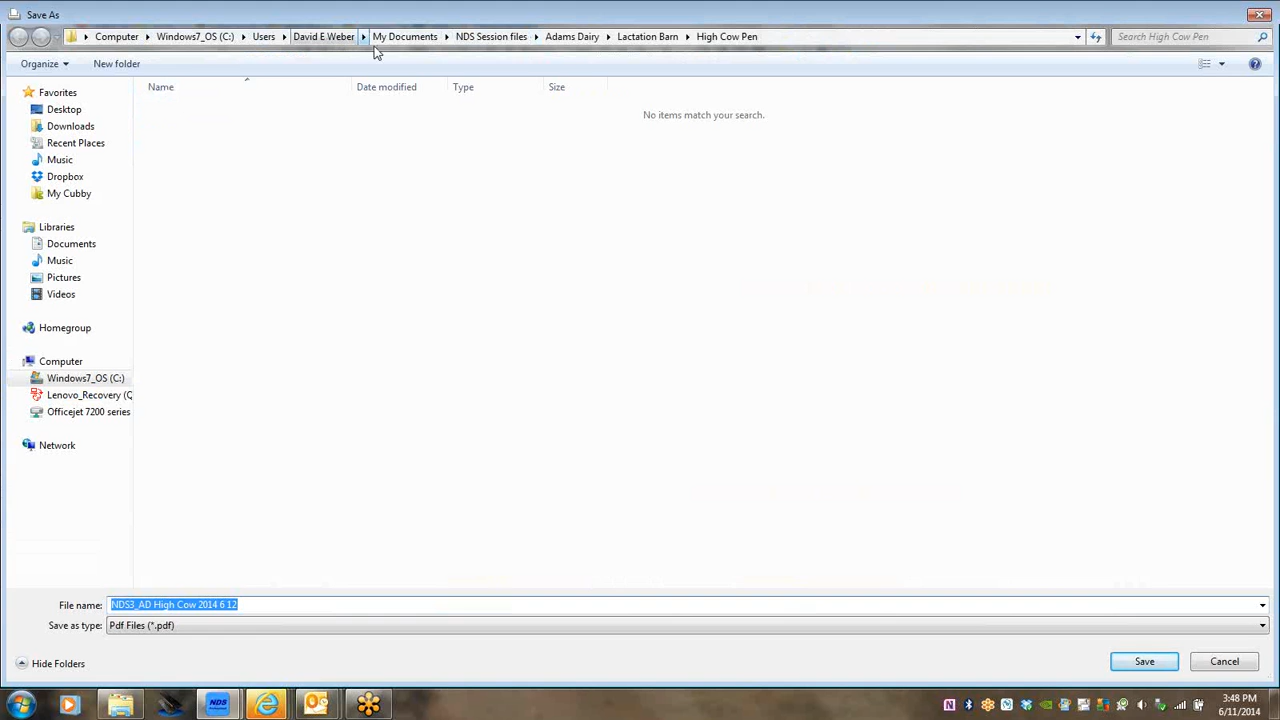 Save As
Computer Windows7_OS (C:) Users David E Weber My Documents NDS Session files Adams Dairy Lactation Barn High Cow Pen Search High Cow Pen
Organize New folder
Name Date modified Type Size
No items match your search.
Favorites
Desktop
Downloads
Recent Places
Music
Dropbox
My Cubby
Libraries
Documents
Music
Pictures
Videos
Homegroup
Computer
Windows7_OS (C:)
Lenovo_Recovery (Q
Officejet 7200 series
Network
File name: NDS3_AD High Cow 2014 6 12
Save as type: Pdf Files (*.pdf)
Hide Folders Save Cancel
NDS
3:48 PM
6/11/2014